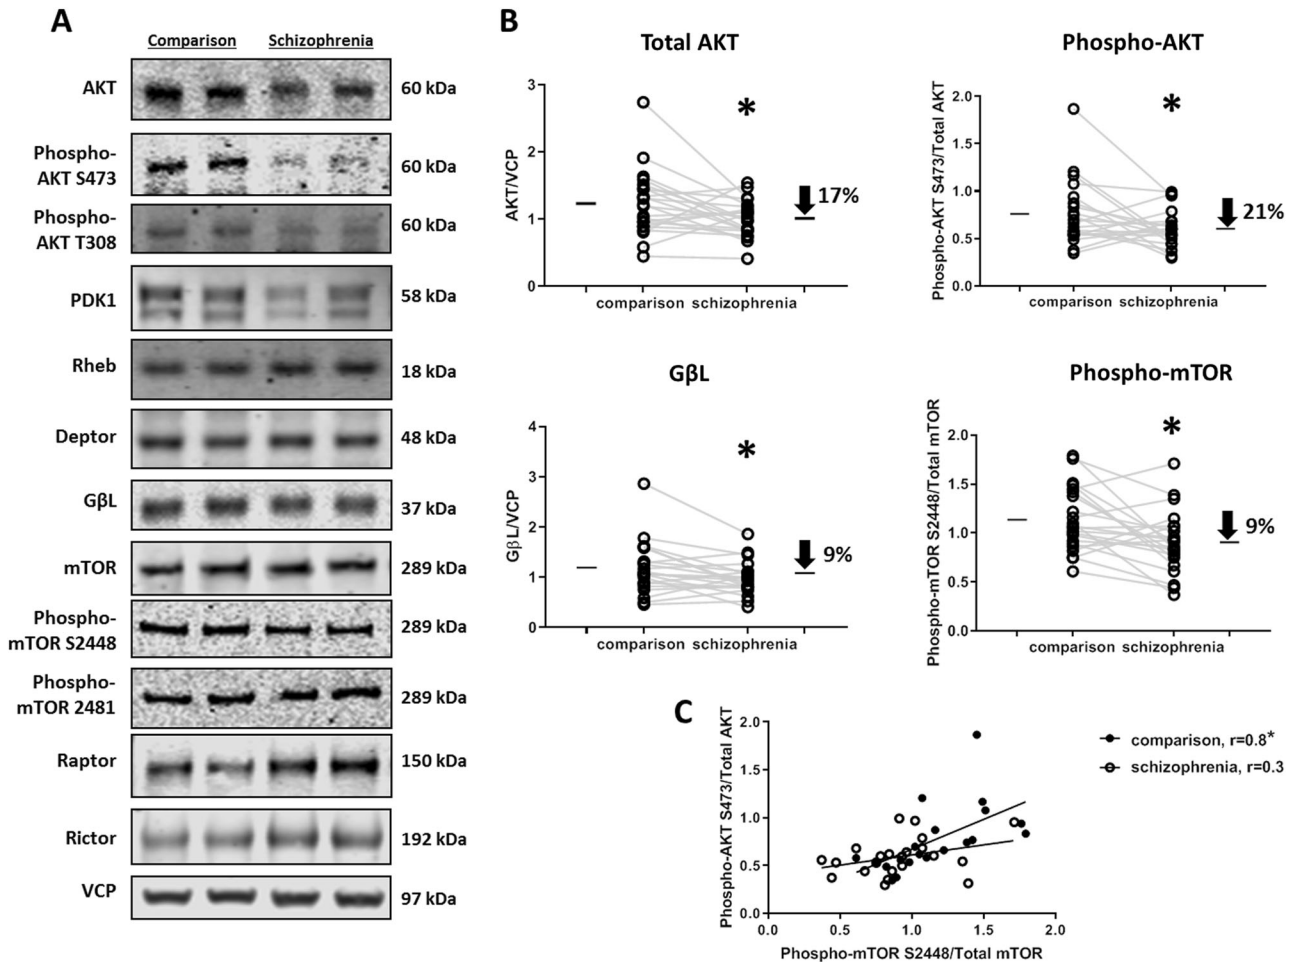 A
Comparison Schizophrenia
AKT 60 kDa
Phospho-
AKT S473 60 kDa
Phospho-
AKT T308 60 kDa
PDK1 58 kDa
Rheb 18 kDa
Deptor 48 kDa
GβL 37 kDa
mTOR 289 kDa
Phospho-
mTOR S2448 289 kDa
Phospho-
mTOR 2481 289 kDa
Raptor 150 kDa
Rictor 192 kDa
VCP 97 kDa
B
Total AKT
AKT/VCP
3
2
1
0
*
17%
comparison schizophrenia
Phospho-AKT
Phospho-AKT S473/Total AKT
2.0
1.5
1.0
0.5
0.0
*
21%
comparison schizophrenia
GβL
GβL/VCP
4
3
2
1
0
*
9%
comparison schizophrenia
Phospho-mTOR
Phospho-mTOR S2448/Total mTOR
2.0
1.5
1.0
0.5
0.0
*
9%
comparison schizophrenia
C
Phospho-AKT S473/Total AKT
2.0
1.5
1.0
0.5
0.0
0.0 0.5 1.0 1.5 2.0
Phospho-mTOR S2448/Total mTOR
comparison, r=0.8*
schizophrenia, r=0.3